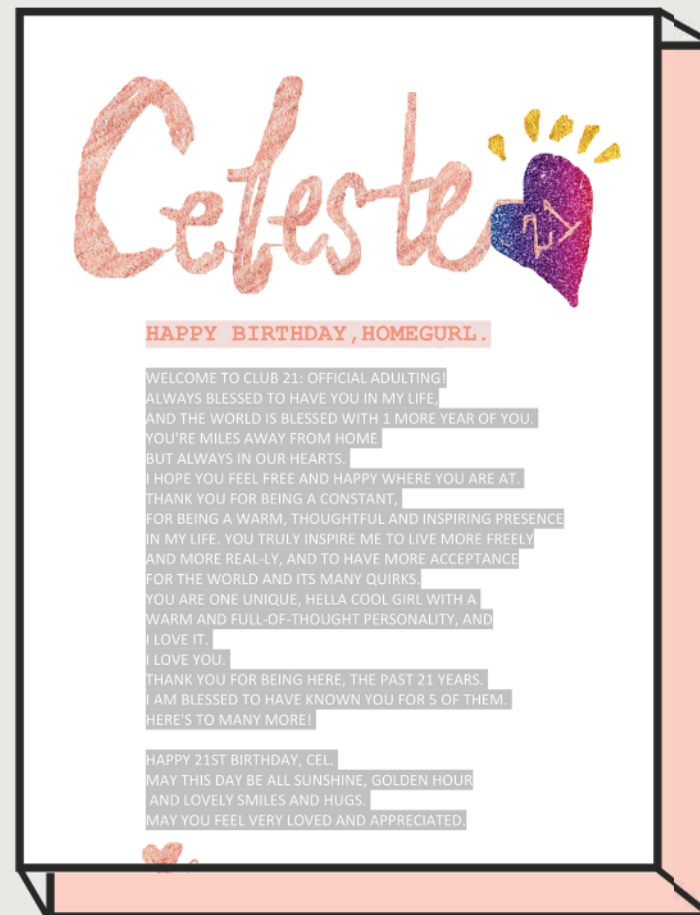 Celeste
21
HAPPY BIRTHDAY,HOMEGURL.
WELCOME TO CLUB 21: OFFICIAL ADULTING!
ALWAYS BLESSED TO HAVE YOU IN MY LIFE,
AND THE WORLD IS BLESSED WITH 1 MORE YEAR OF YOU.
YOU'RE MILES AWAY FROM HOME
BUT ALWAYS IN OUR HEARTS.
I HOPE YOU FEEL FREE AND HAPPY WHERE YOU ARE AT.
THANK YOU FOR BEING A CONSTANT,
FOR BEING A WARM, THOUGHTFUL AND INSPIRING PRESENCE
IN MY LIFE. YOU TRULY INSPIRE ME TO LIVE MORE FREELY
AND MORE REAL-LY, AND TO HAVE MORE ACCEPTANCE
FOR THE WORLD AND ITS MANY QUIRKS.
YOU ARE ONE UNIQUE, HELLA COOL GIRL WITH A
WARM AND FULL-OF-THOUGHT PERSONALITY, AND
I LOVE IT.
I LOVE YOU.
THANK YOU FOR BEING HERE, THE PAST 21 YEARS.
I AM BLESSED TO HAVE KNOWN YOU FOR 5 OF THEM.
HERE'S TO MANY MORE!
HAPPY 21ST BIRTHDAY, CEL.
MAY THIS DAY BE ALL SUNSHINE, GOLDEN HOUR
AND LOVELY SMILES AND HUGS.
MAY YOU FEEL VERY LOVED AND APPRECIATED.